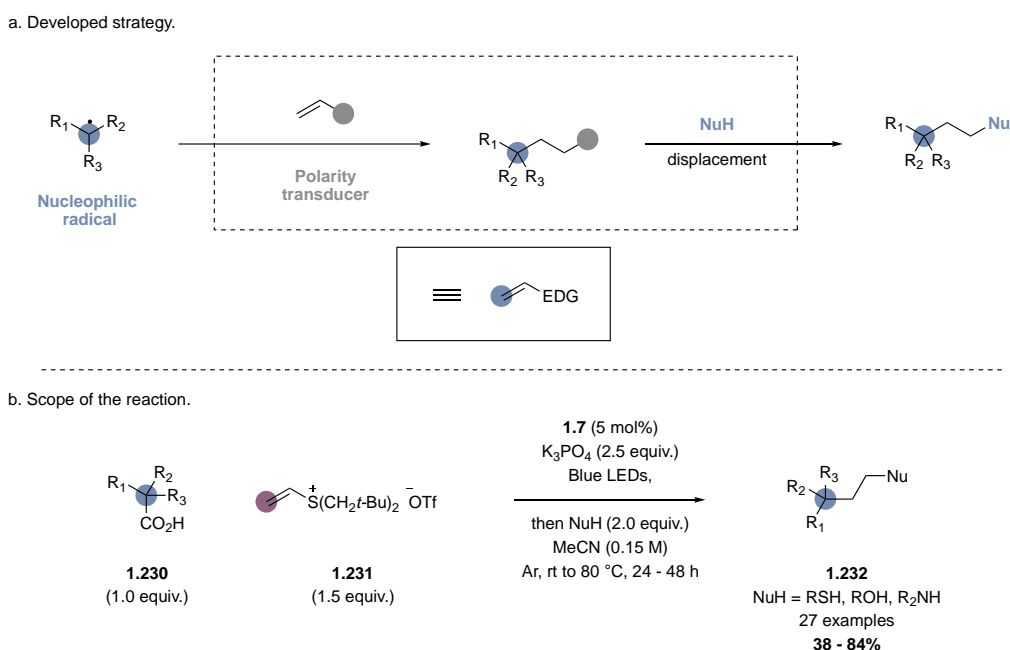 a. Developed strategy.
R1 R2
R3
Nucleophilic
radical
Polarity
transducer
R1
R2 R3
NuH
displacement
R1 Nu
R2 R3
EDG
b. Scope of the reaction.
R1 R2
R3
CO2H
1.230
(1.0 equiv.)
+ −
S(CH2t-Bu)2 OTf
1.231
(1.5 equiv.)
1.7 (5 mol%)
K3PO4 (2.5 equiv.)
Blue LEDs,
then NuH (2.0 equiv.)
MeCN (0.15 M)
Ar, rt to 80 °C, 24 - 48 h
R3 Nu
R2
R1
1.232
NuH = RSH, ROH, R2NH
27 examples
38 - 84%